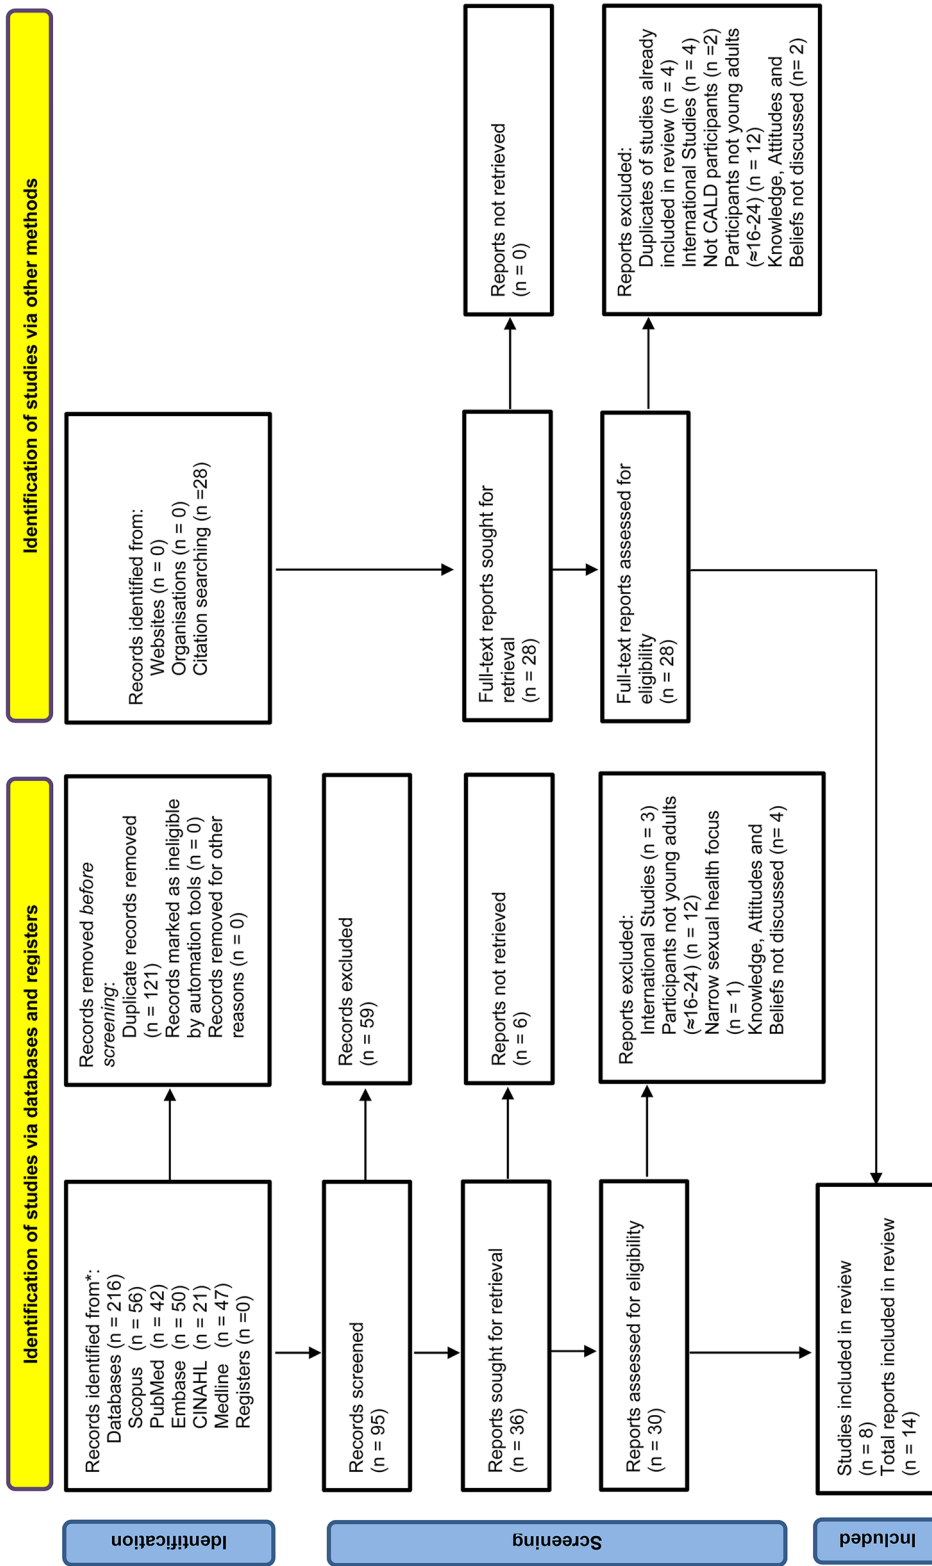 Identification of studies via databases and registers
Identification of studies via other methods
Identification
Records identified from*:
Databases (n = 216)
Scopus (n = 56)
PubMed (n = 42)
Embase (n = 50)
CINAHL (n = 21)
Medline (n = 47)
Registers (n =0)
Records removed before
screening:
Duplicate records removed
(n = 121)
Records marked as ineligible
by automation tools (n = 0)
Records removed for other
reasons (n = 0)
Records identified from:
Websites (n = 0)
Organisations (n = 0)
Citation searching (n =28)
Screening
Records screened
(n = 95)
Records excluded
(n = 59)
Reports sought for retrieval
(n = 36)
Reports not retrieved
(n = 6)
Full-text reports sought for
retrieval
(n = 28)
Reports not retrieved
(n = 0)
Reports assessed for eligibility
(n = 30)
Reports excluded:
International Studies (n = 3)
Participants not young adults
(≈16-24) (n = 12)
Narrow sexual health focus
(n = 1)
Knowledge, Attitudes and
Beliefs not discussed (n= 4)
Full-text reports assessed for
eligibility
(n = 28)
Reports excluded:
Duplicates of studies already
included in review (n = 4)
International Studies (n = 4)
Not CALD participants (n =2)
Participants not young adults
(≈16-24) (n = 12)
Knowledge, Attitudes and
Beliefs not discussed (n= 2)
Included
Studies included in review
(n = 8)
Total reports included in review
(n = 14)